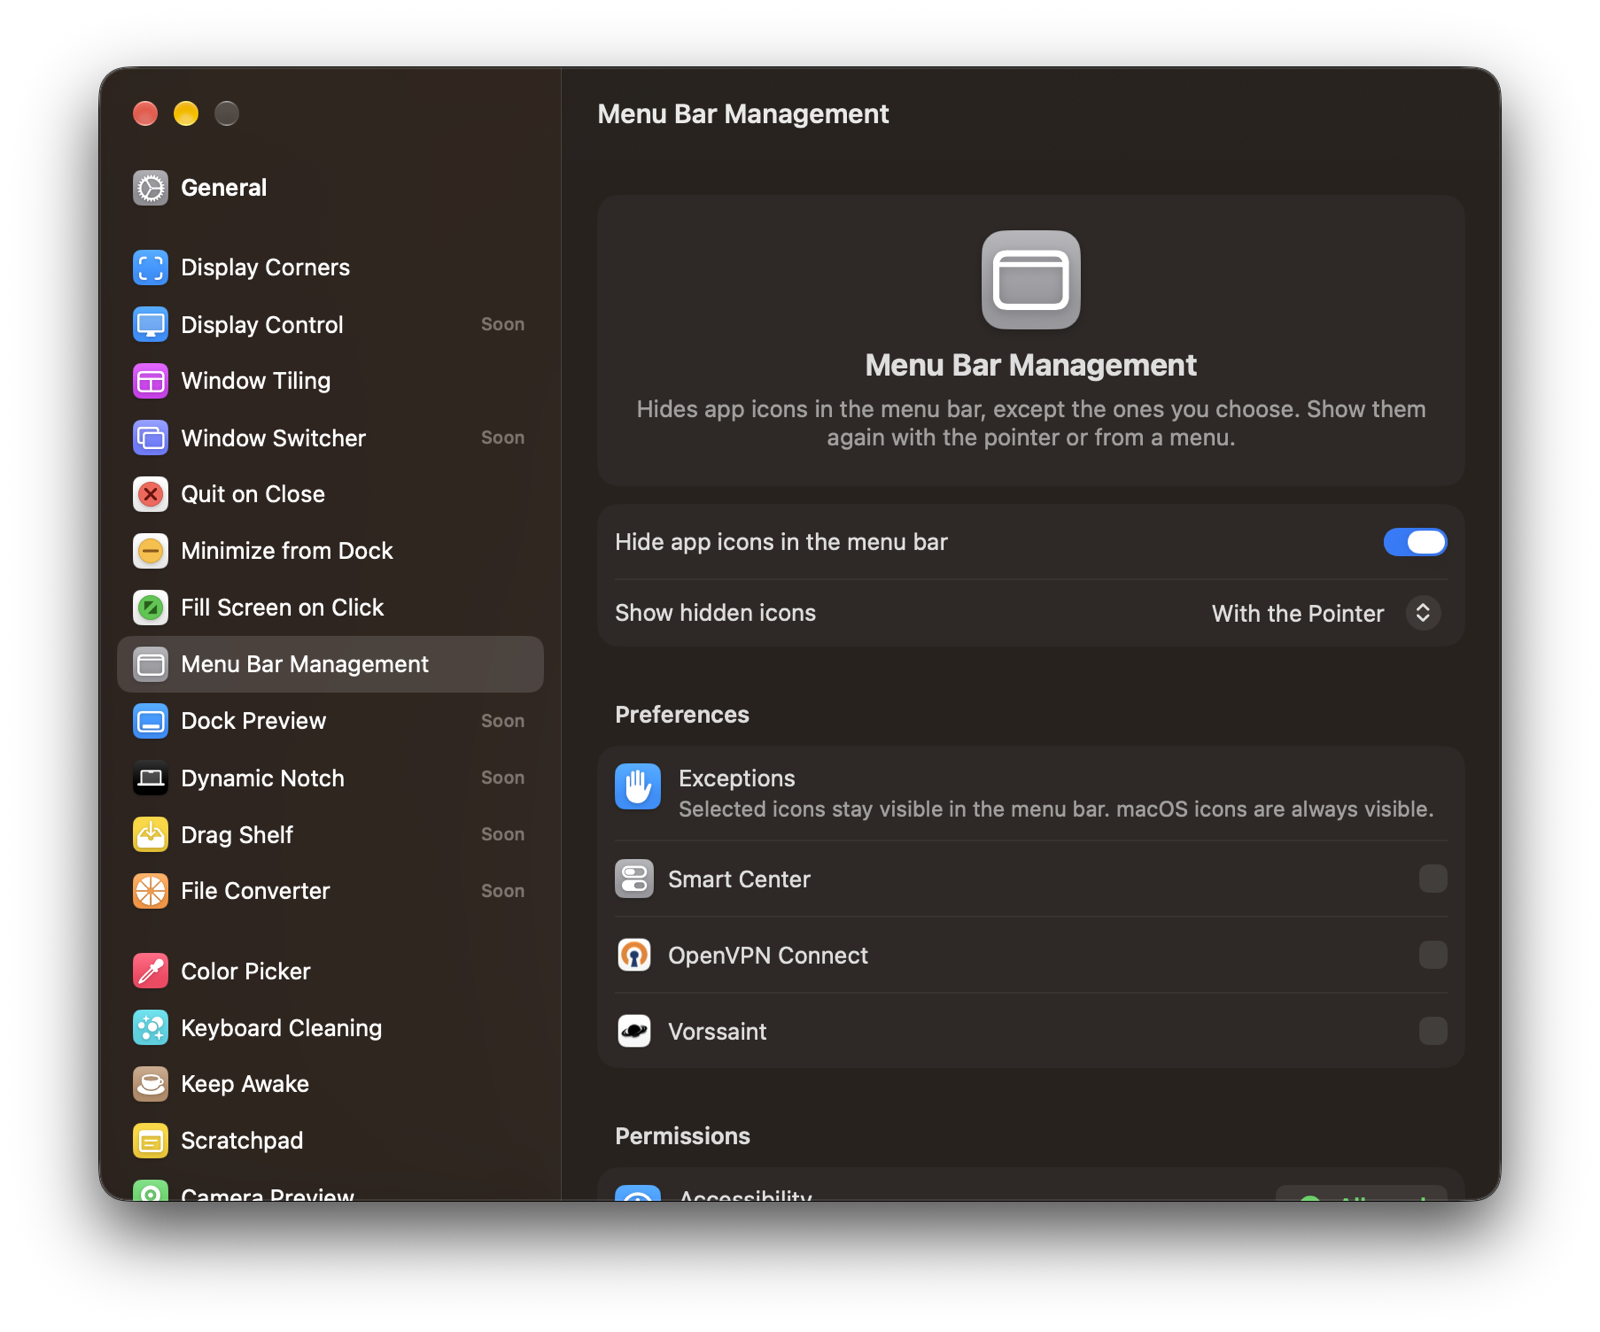 Menu Bar Management
General
Display Corners
Display Control Soon
Window Tiling
Window Switcher Soon
Quit on Close
Minimize from Dock
Fill Screen on Click
Menu Bar Management
Dock Preview Soon
Dynamic Notch Soon
Drag Shelf Soon
File Converter Soon
Color Picker
Keyboard Cleaning
Keep Awake
Scratchpad
Camera Preview
Menu Bar Management
Hides app icons in the menu bar, except the ones you choose. Show them
again with the pointer or from a menu.
Hide app icons in the menu bar
Show hidden icons With the Pointer
Preferences
Exceptions
Selected icons stay visible in the menu bar. macOS icons are always visible.
Smart Center
OpenVPN Connect
Vorssaint
Permissions
Accessibility